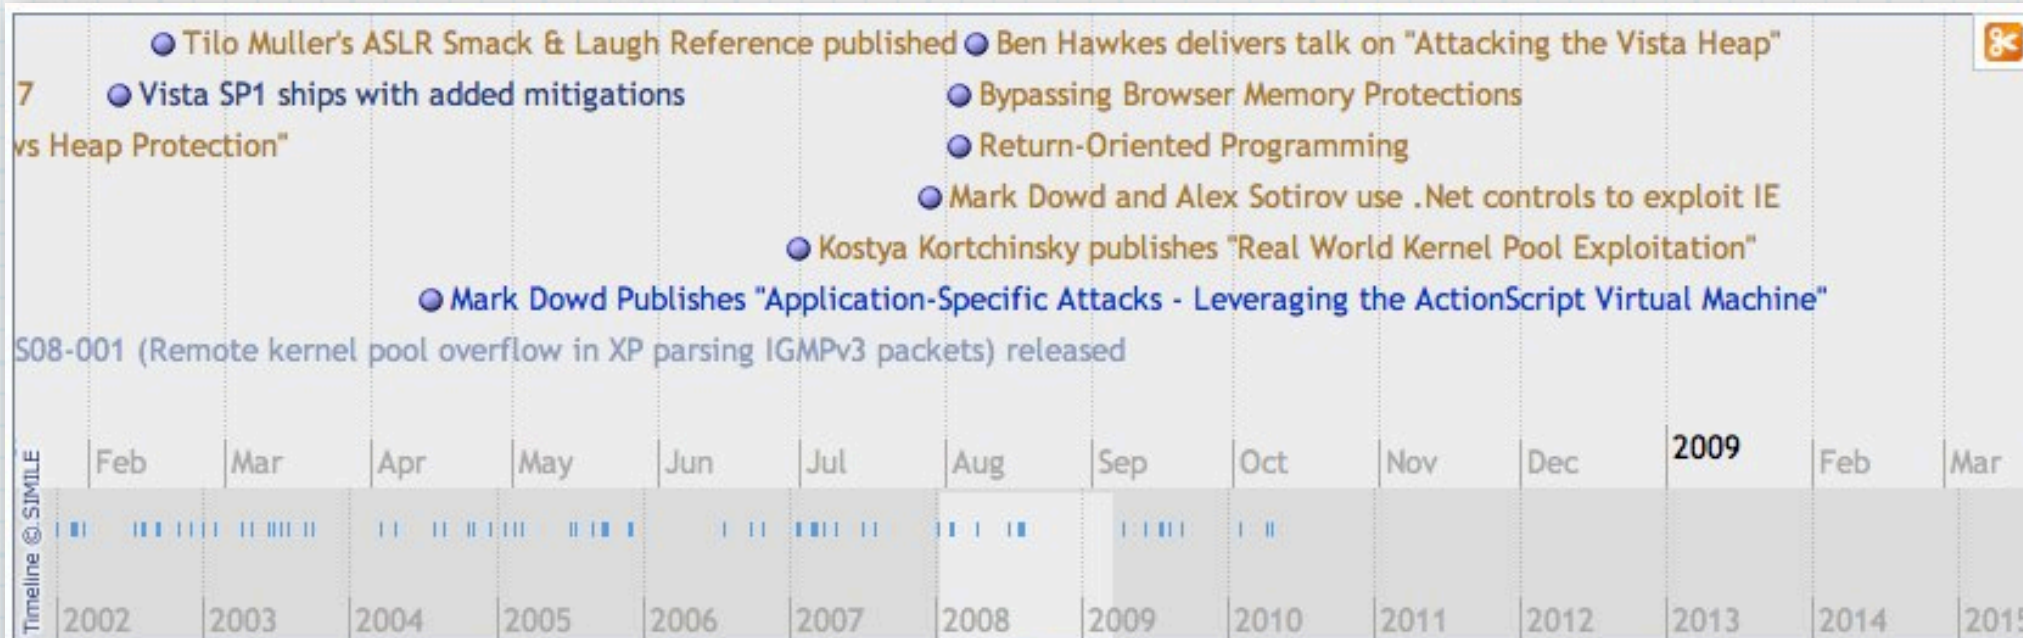 Tilo Muller's ASLR Smack & Laugh Reference published Ben Hawkes delivers talk on "Attacking the Vista Heap"
7 Vista SP1 ships with added mitigations Bypassing Browser Memory Protections
vs Heap Protection" Return-Oriented Programming
Mark Dowd and Alex Sotirov use .Net controls to exploit IE
Kostya Kortchinsky publishes "Real World Kernel Pool Exploitation"
Mark Dowd Publishes "Application-Specific Attacks - Leveraging the ActionScript Virtual Machine"
S08-001 (Remote kernel pool overflow in XP parsing IGMPv3 packets) released
Feb Mar Apr May Jun Jul Aug Sep Oct Nov Dec 2009 Feb Mar
2002 2003 2004 2005 2006 2007 2008 2009 2010 2011 2012 2013 2014 2015
Timeline © SIMILE